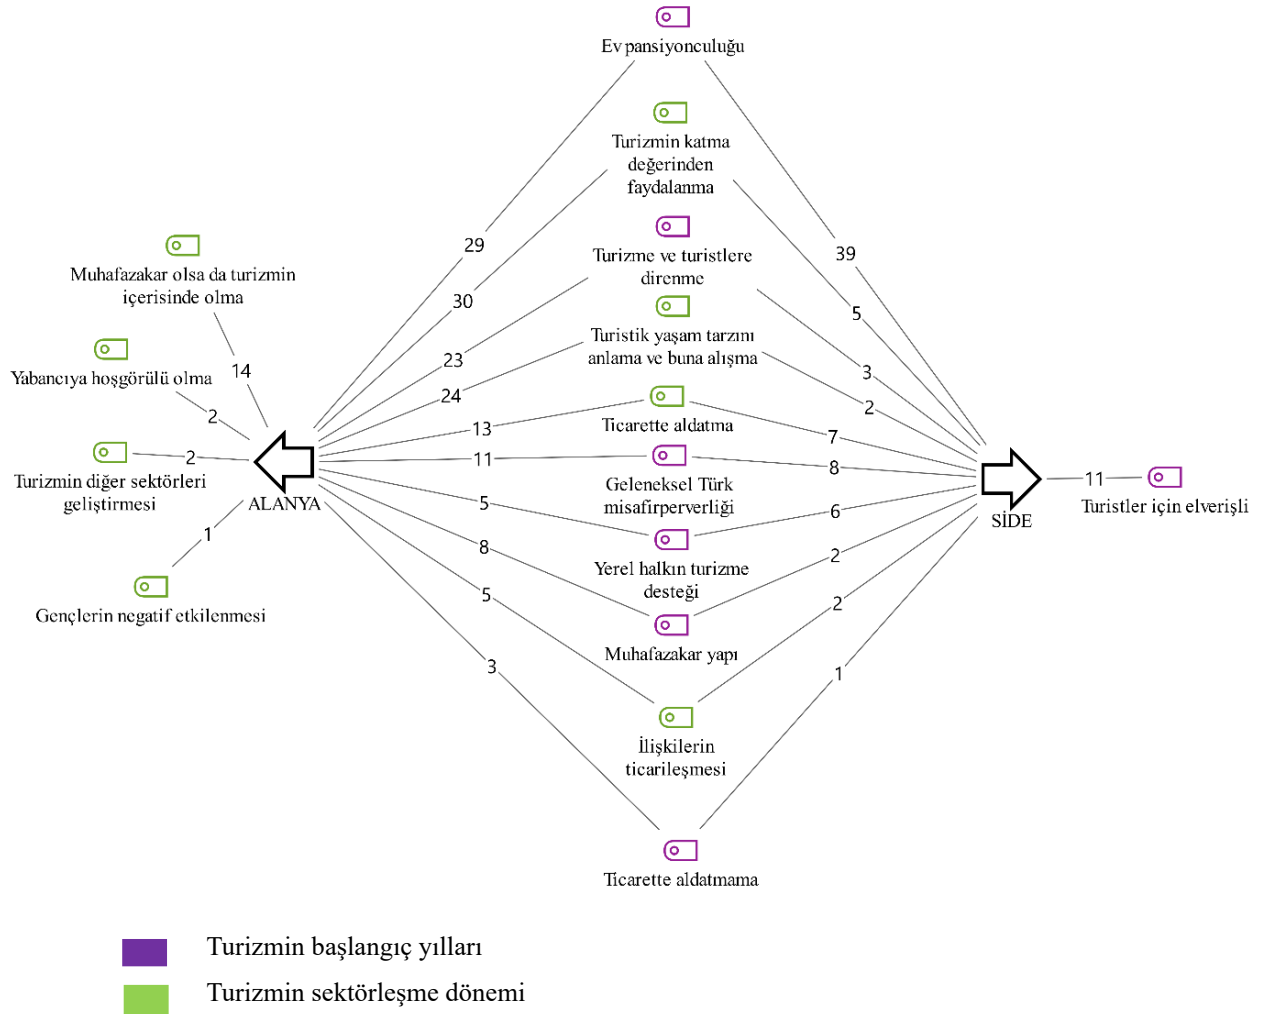 Ev pansiyonculuğu
Turizmin katma
değerinden
faydalanma
Turizme ve turistlere
direnme
Turistik yaşam tarzını
anlama ve buna alışma
Ticarette aldatma
Geleneksel Türk
misafirperverliği
Yerel halkın turizme
desteği
Muhafazakar yapı
İlişkilerin
ticarileşmesi
Ticarette aldatmama
Muhafazakar olsa da turizmin
içerisinde olma
Yabancıya hoşgörülü olma
Turizmin diğer sektörleri
geliştirmesi
Gençlerin negatif etkilenmesi
14
2
2
1
ALANYA
29
30
23
24
13
11
5
8
5
3
39
5
3
2
7
8
6
2
2
1
SİDE
11
Turistler için elverişli
Turizmin başlangıç yılları
Turizmin sektörleşme dönemi